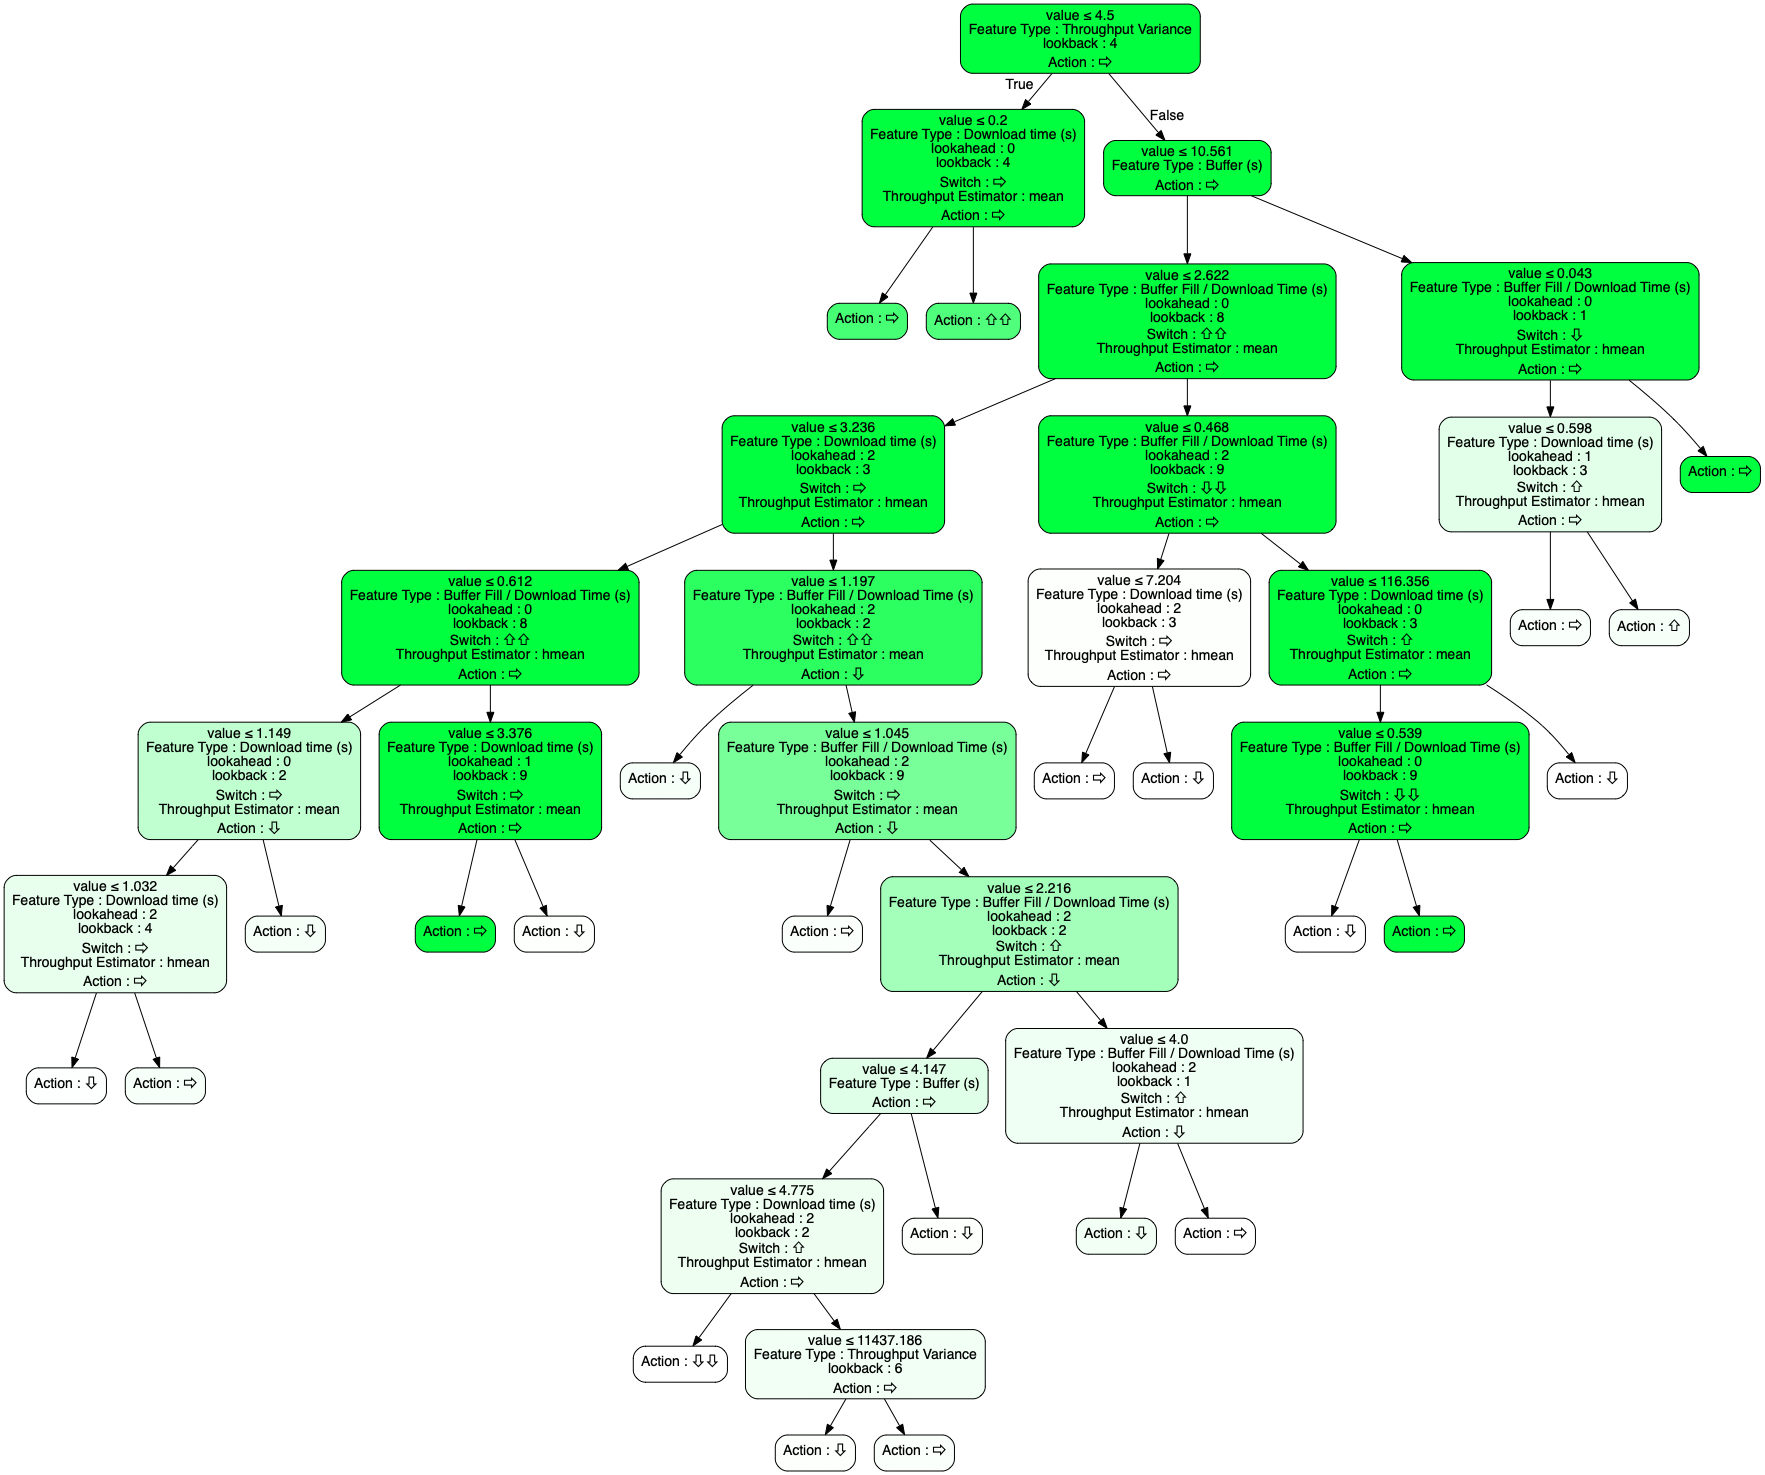 value ≤ 4.5
Feature Type : Throughput Variance
lookback : 4
Action : ⇨
True
False
value ≤ 0.2
Feature Type : Download time (s)
lookahead : 0
lookback : 4
Switch : ⇨
Throughput Estimator : mean
Action : ⇨
value ≤ 10.561
Feature Type : Buffer (s)
Action : ⇨
Action : ⇨
Action : ⇧⇧
value ≤ 2.622
Feature Type : Buffer Fill / Download Time (s)
lookahead : 0
lookback : 8
Switch : ⇧⇧
Throughput Estimator : mean
Action : ⇨
value ≤ 0.043
Feature Type : Buffer Fill / Download Time (s)
lookahead : 0
lookback : 1
Switch : ⇩
Throughput Estimator : hmean
Action : ⇨
value ≤ 3.236
Feature Type : Download time (s)
lookahead : 2
lookback : 3
Switch : ⇨
Throughput Estimator : hmean
Action : ⇨
value ≤ 0.468
Feature Type : Buffer Fill / Download Time (s)
lookahead : 2
lookback : 9
Switch : ⇩⇩
Throughput Estimator : hmean
Action : ⇨
value ≤ 0.598
Feature Type : Download time (s)
lookahead : 1
lookback : 3
Switch : ⇧
Throughput Estimator : hmean
Action : ⇨
Action : ⇨
value ≤ 0.612
Feature Type : Buffer Fill / Download Time (s)
lookahead : 0
lookback : 8
Switch : ⇧⇧
Throughput Estimator : hmean
Action : ⇨
value ≤ 1.197
Feature Type : Buffer Fill / Download Time (s)
lookahead : 2
lookback : 2
Switch : ⇧⇧
Throughput Estimator : mean
Action : ⇩
value ≤ 7.204
Feature Type : Download time (s)
lookahead : 2
lookback : 3
Switch : ⇨
Throughput Estimator : hmean
Action : ⇨
value ≤ 116.356
Feature Type : Download time (s)
lookahead : 0
lookback : 3
Switch : ⇧
Throughput Estimator : mean
Action : ⇨
Action : ⇨
Action : ⇧
value ≤ 1.149
Feature Type : Download time (s)
lookahead : 0
lookback : 2
Switch : ⇨
Throughput Estimator : mean
Action : ⇩
value ≤ 3.376
Feature Type : Download time (s)
lookahead : 1
lookback : 9
Switch : ⇨
Throughput Estimator : mean
Action : ⇨
Action : ⇩
value ≤ 1.045
Feature Type : Buffer Fill / Download Time (s)
lookahead : 2
lookback : 9
Switch : ⇨
Throughput Estimator : mean
Action : ⇩
Action : ⇨
Action : ⇩
value ≤ 0.539
Feature Type : Buffer Fill / Download Time (s)
lookahead : 0
lookback : 9
Switch : ⇩⇩
Throughput Estimator : hmean
Action : ⇨
Action : ⇩
value ≤ 1.032
Feature Type : Download time (s)
lookahead : 2
lookback : 4
Switch : ⇨
Throughput Estimator : hmean
Action : ⇨
Action : ⇩
Action : ⇨
Action : ⇩
Action : ⇨
value ≤ 2.216
Feature Type : Buffer Fill / Download Time (s)
lookahead : 2
lookback : 2
Switch : ⇧
Throughput Estimator : mean
Action : ⇩
Action : ⇩
Action : ⇨
Action : ⇩
Action : ⇨
value ≤ 4.147
Feature Type : Buffer (s)
Action : ⇨
value ≤ 4.0
Feature Type : Buffer Fill / Download Time (s)
lookahead : 2
lookback : 1
Switch : ⇧
Throughput Estimator : hmean
Action : ⇩
value ≤ 4.775
Feature Type : Download time (s)
lookahead : 2
lookback : 2
Switch : ⇧
Throughput Estimator : hmean
Action : ⇨
Action : ⇩
Action : ⇩
Action : ⇨
Action : ⇩⇩
value ≤ 11437.186
Feature Type : Throughput Variance
lookback : 6
Action : ⇨
Action : ⇩
Action : ⇨